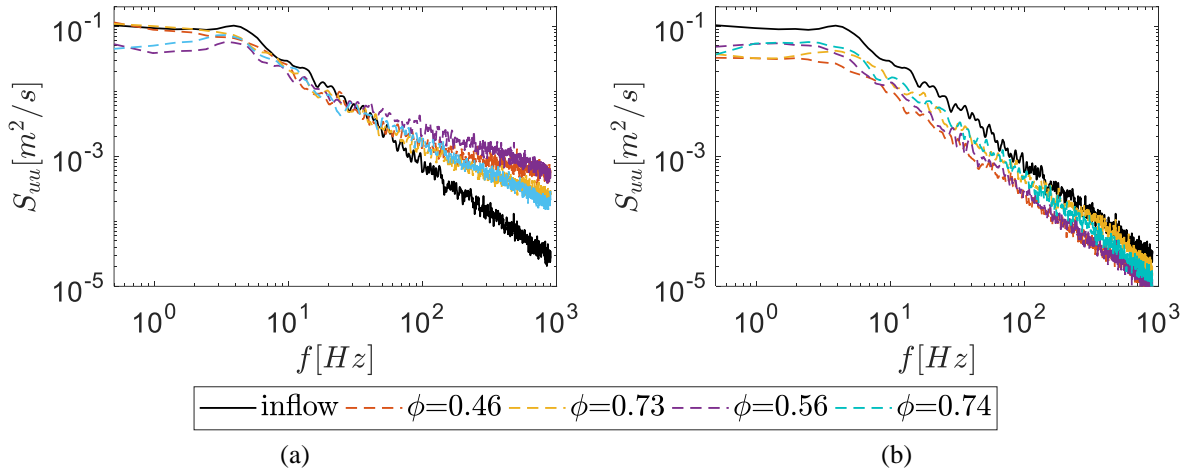 10^-1
10^-3
10^-5
S_uu [m^2/s]
10^0 10^1 10^2 10^3
f[Hz]
10^-1
10^-3
10^-5
S_uu [m^2/s]
10^0 10^1 10^2 10^3
f[Hz]
inflow ϕ=0.46 ϕ=0.73 ϕ=0.56 ϕ=0.74
(a) (b)